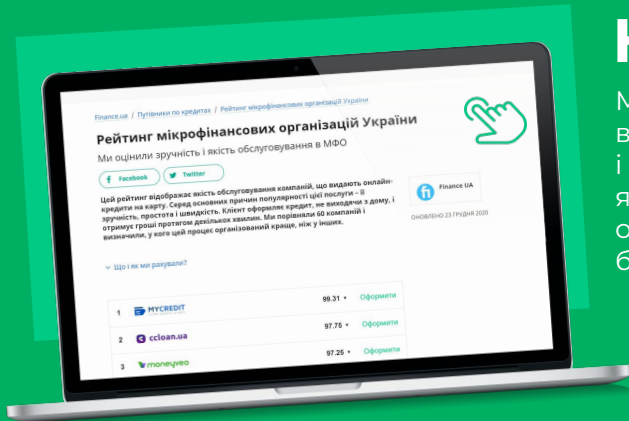 Finance.ua / Путівники по кредитах / Рейтинг мікрофінансових організацій України
Рейтинг мікрофінансових організацій України
Ми оцінили зручність і якість обслуговування в МФО
Facebook
Twitter
Цей рейтинг відображає якість обслуговування компаній, що видають онлайн-
кредити на карту. Серед основних причин популярності цієї послуги – її
зручність, простота і швидкість. Клієнт оформляє кредит, не виходячи з дому, і
отримує гроші протягом декількох хвилин. Ми порівняли 60 компаній і
визначили, у кого цей процес організований краще, ніж у інших.
Finance UA
ОНОВЛЕНО 23 ГРУДНЯ 2020
Що і як ми рахували?
1 MYCREDIT 99.31 Оформити
2 ccloan.ua 97.75 Оформити
3 moneyveo 97.25 Оформити